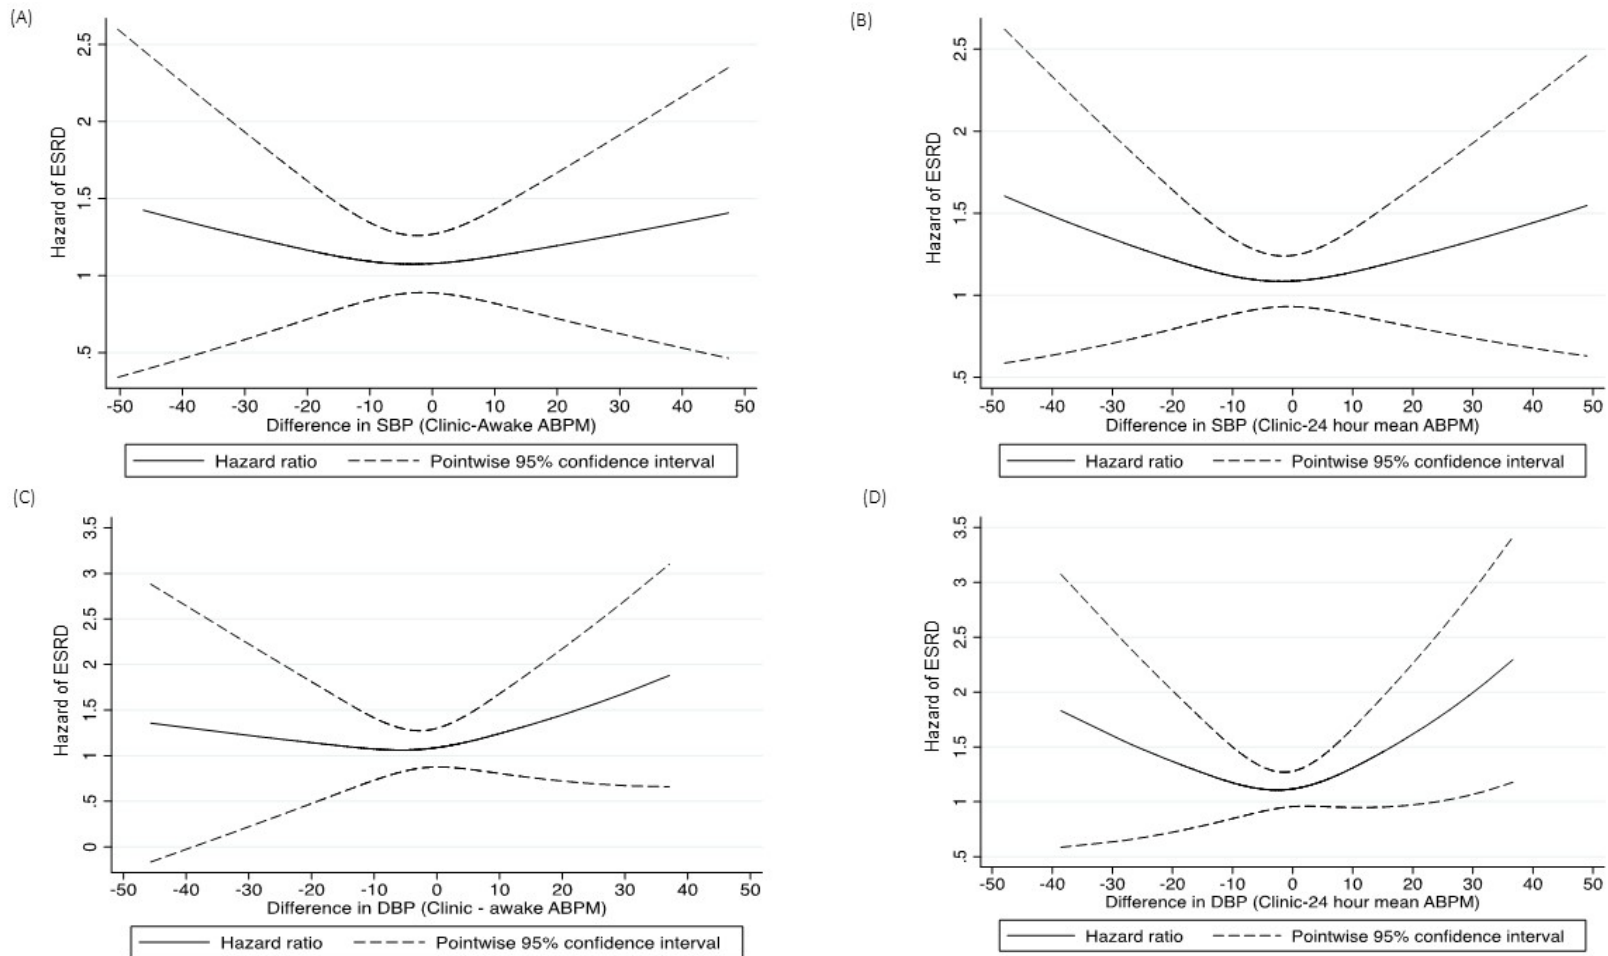 (A)
2.5
2
1.5
1
.5
Hazard of ESRD
-50 -40 -30 -20 -10 0 10 20 30 40 50
Difference in SBP (Clinic-Awake ABPM)
Hazard ratio Pointwise 95% confidence interval
(B)
2.5
2
1.5
1
.5
Hazard of ESRD
-50 -40 -30 -20 -10 0 10 20 30 40 50
Difference in SBP (Clinic-24 hour mean ABPM)
Hazard ratio Pointwise 95% confidence interval
(C)
3.5
3
2.5
2
1.5
1
.5
0
Hazard of ESRD
-50 -40 -30 -20 -10 0 10 20 30 40 50
Difference in DBP (Clinic - awake ABPM)
Hazard ratio Pointwise 95% confidence interval
(D)
3.5
3
2.5
2
1.5
1
.5
Hazard of ESRD
-50 -40 -30 -20 -10 0 10 20 30 40 50
Difference in DBP (Clinic-24 hour mean ABPM)
Hazard ratio Pointwise 95% confidence interval